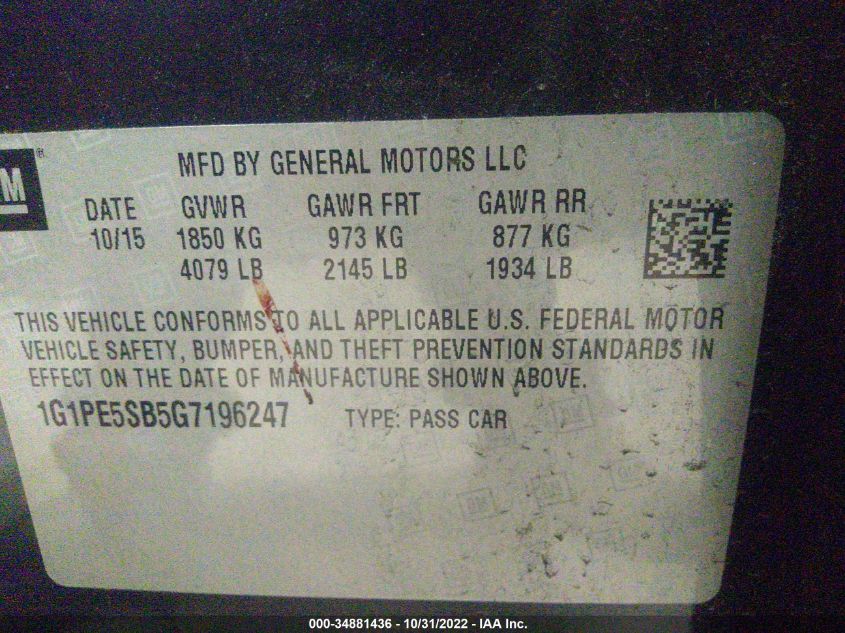 GM ®
MFD BY GENERAL MOTORS LLC
DATE GVWR GAWR FRT GAWR RR
10/15 1850 KG 973 KG 877 KG
4079 LB 2145 LB 1934 LB
THIS VEHICLE CONFORMS TO ALL APPLICABLE U.S. FEDERAL MOTOR
VEHICLE SAFETY, BUMPER, AND THEFT PREVENTION STANDARDS IN
EFFECT ON THE DATE OF MANUFACTURE SHOWN ABOVE.
1G1PE5SB5G7196247 TYPE: PASS CAR
000-34881436 - 10/31/2022 - IAA Inc.